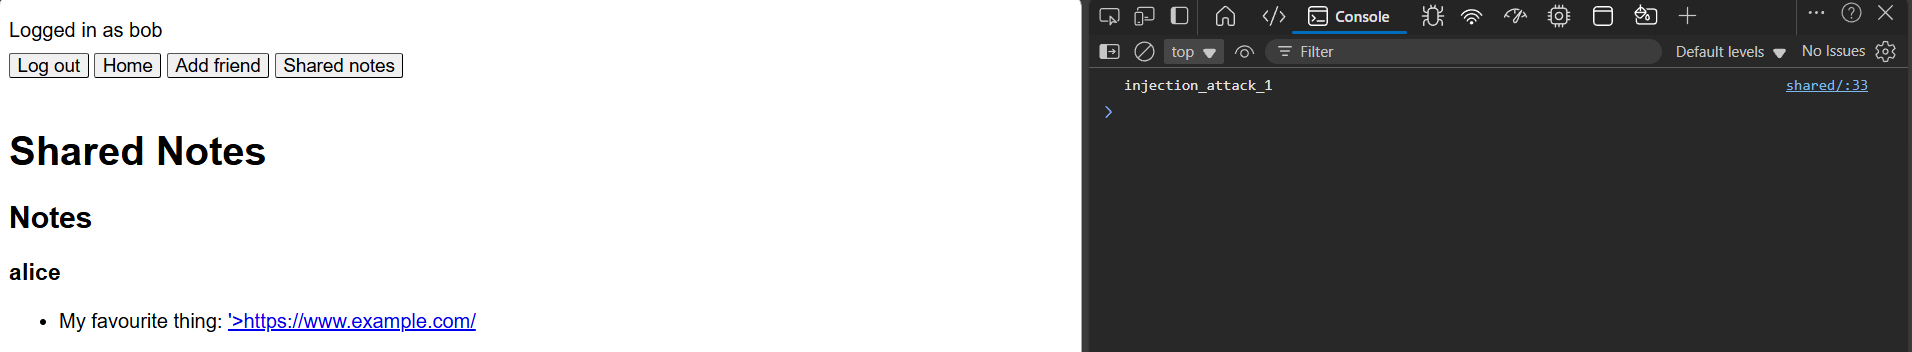 Logged in as bob
Log out Home Add friend Shared notes
Shared Notes
Notes
alice
My favourite thing: '>https://www.example.com/
Console
top Filter Default levels No Issues
injection_attack_1 shared/:33